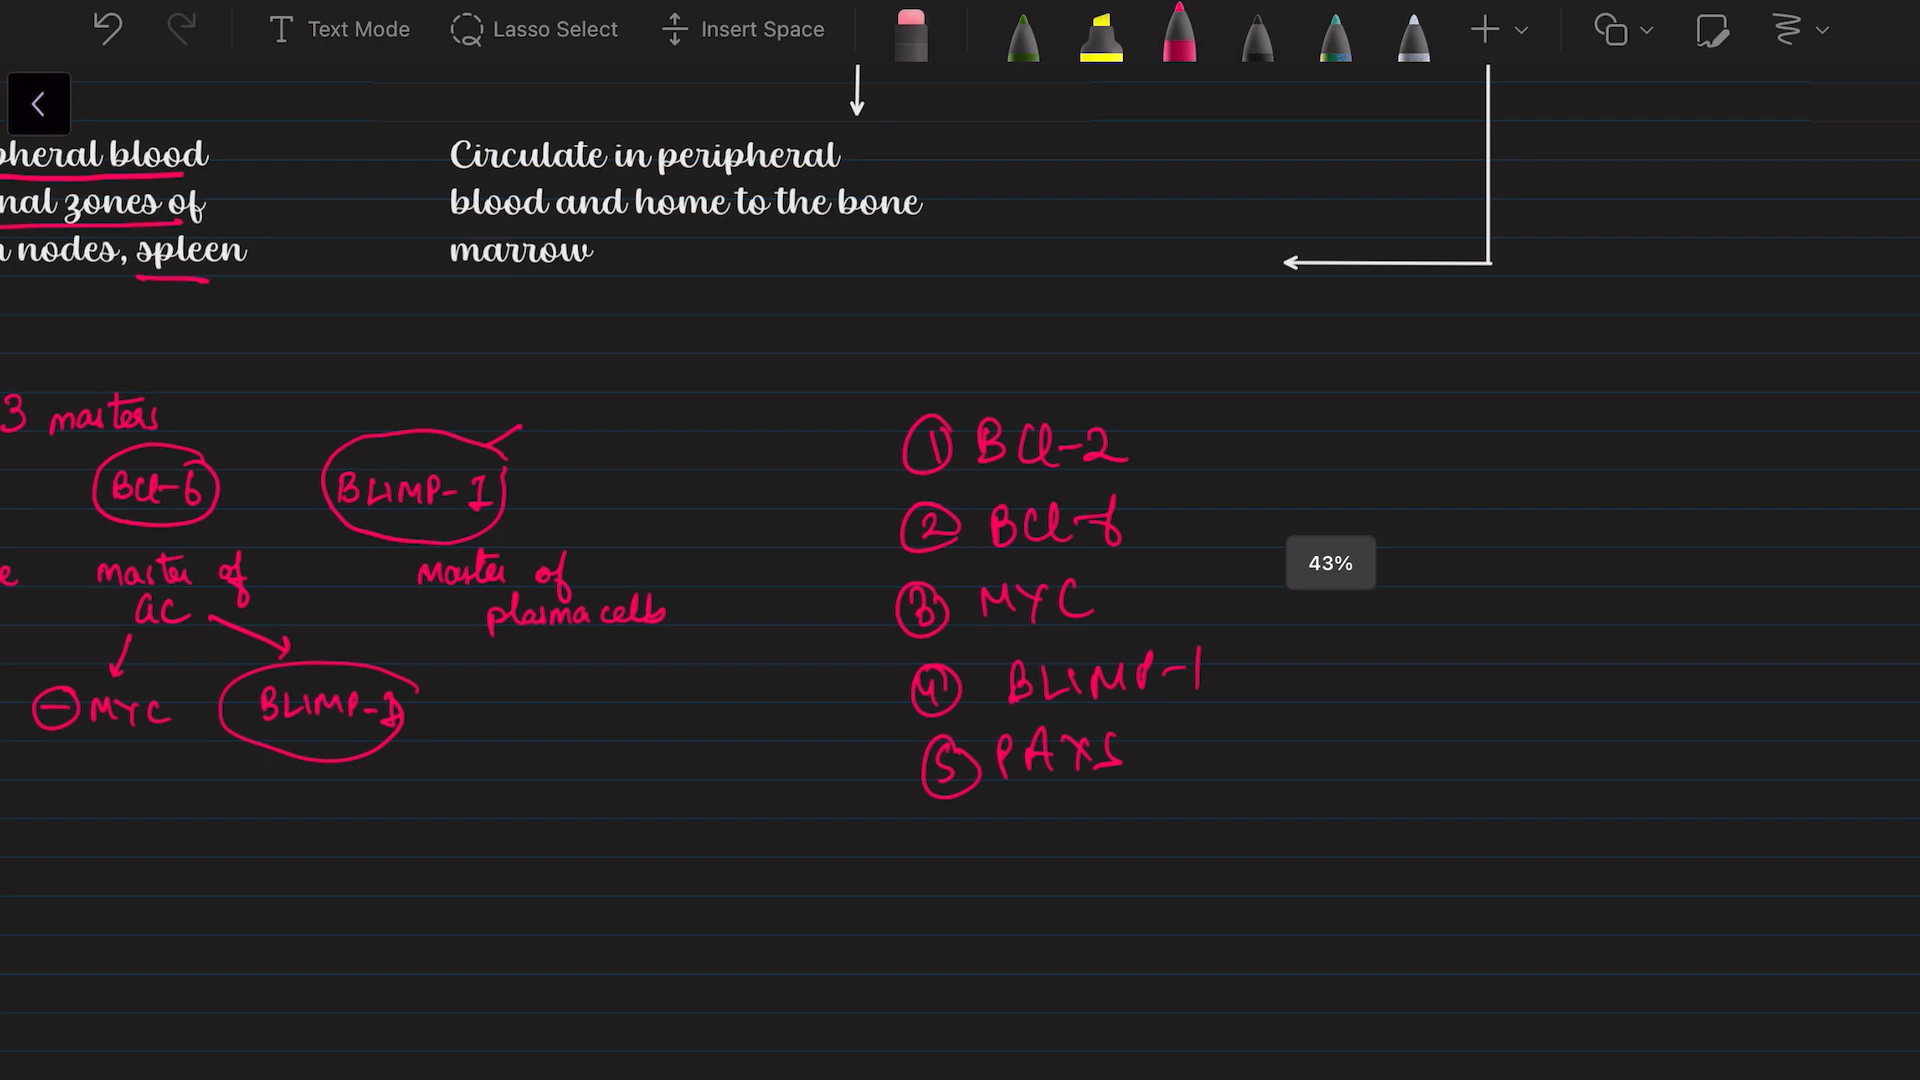 Text Mode Lasso Select Insert Space
pheral blood
nal zones of
nodes, spleen
Circulate in peripheral
blood and home to the bone
marrow
3 masters
Bcl-6
BLIMP-1
e master of
GC
Master of
plasma cells
- MYC
BLIMP-1
1 BCl-2
2 BCl-6
3 MYC
4 BLIMP-1
5 PAX5
43%